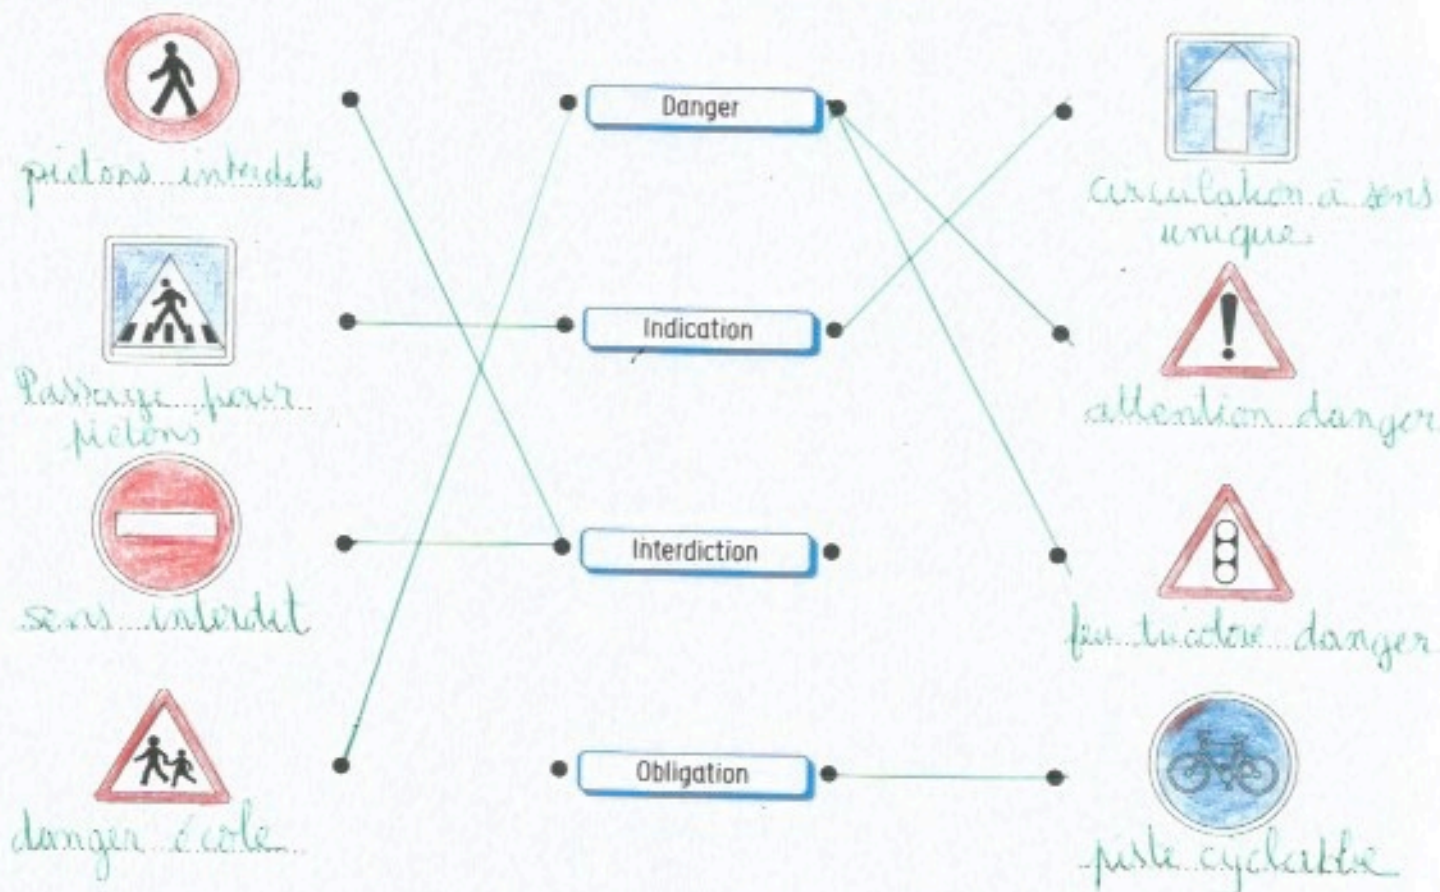 piétons interdits
Passage pour
piétons
sens interdit
danger école
Danger
Indication
Interdiction
Obligation
circulation à sens
unique
attention danger
feu tricolore danger
piste cyclable